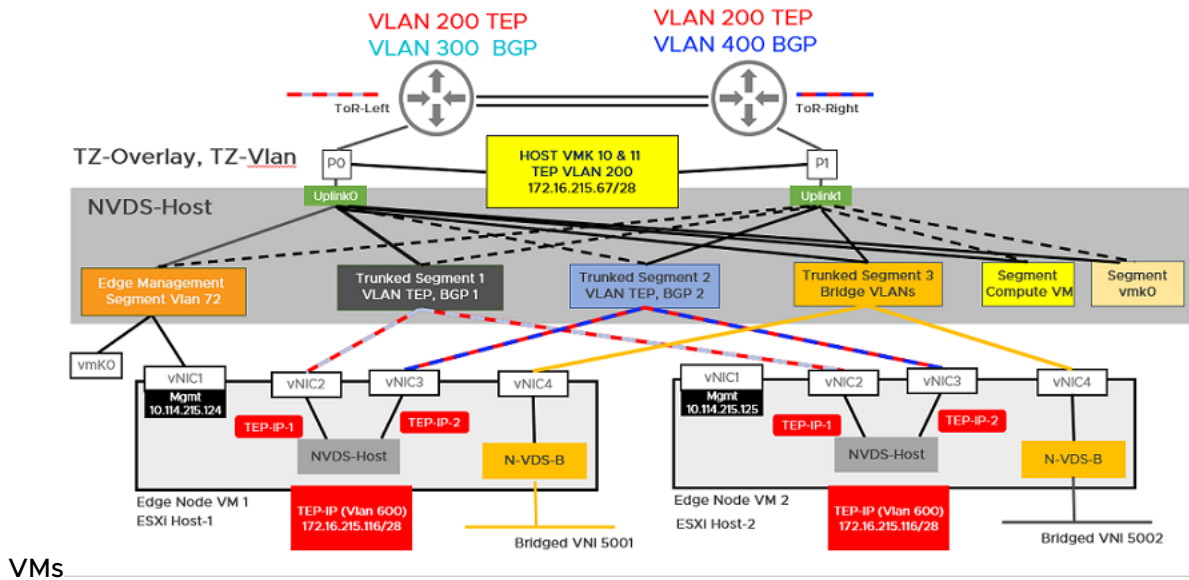 VLAN 200 TEP
VLAN 300 BGP
VLAN 200 TEP
VLAN 400 BGP
ToR-Left
ToR-Right
TZ-Overlay, TZ-Vlan
P0
HOST VMK 10 & 11
TEP VLAN 200
172.16.215.67/28
P1
Uplink0
Uplink1
NVDS-Host
Edge Management
Segment Vlan 72
Trunked Segment 1
VLAN TEP, BGP 1
Trunked Segment 2
VLAN TEP, BGP 2
Trunked Segment 3
Bridge VLANs
Segment
Compute VM
Segment
vmk0
vmK0
vNIC1
Mgmt
10.114.215.124
vNIC2
vNIC3
vNIC4
TEP-IP-1
TEP-IP-2
NVDS-Host
N-VDS-B
Edge Node VM 1
ESXi Host-1
TEP-IP (Vlan 600)
172.16.215.116/28
Bridged VNI 5001
vNIC1
Mgmt
10.114.215.125
vNIC2
vNIC3
vNIC4
TEP-IP-1
TEP-IP-2
NVDS-Host
N-VDS-B
Edge Node VM 2
ESXi Host-2
TEP-IP (Vlan 600)
172.16.215.116/28
Bridged VNI 5002
VMs